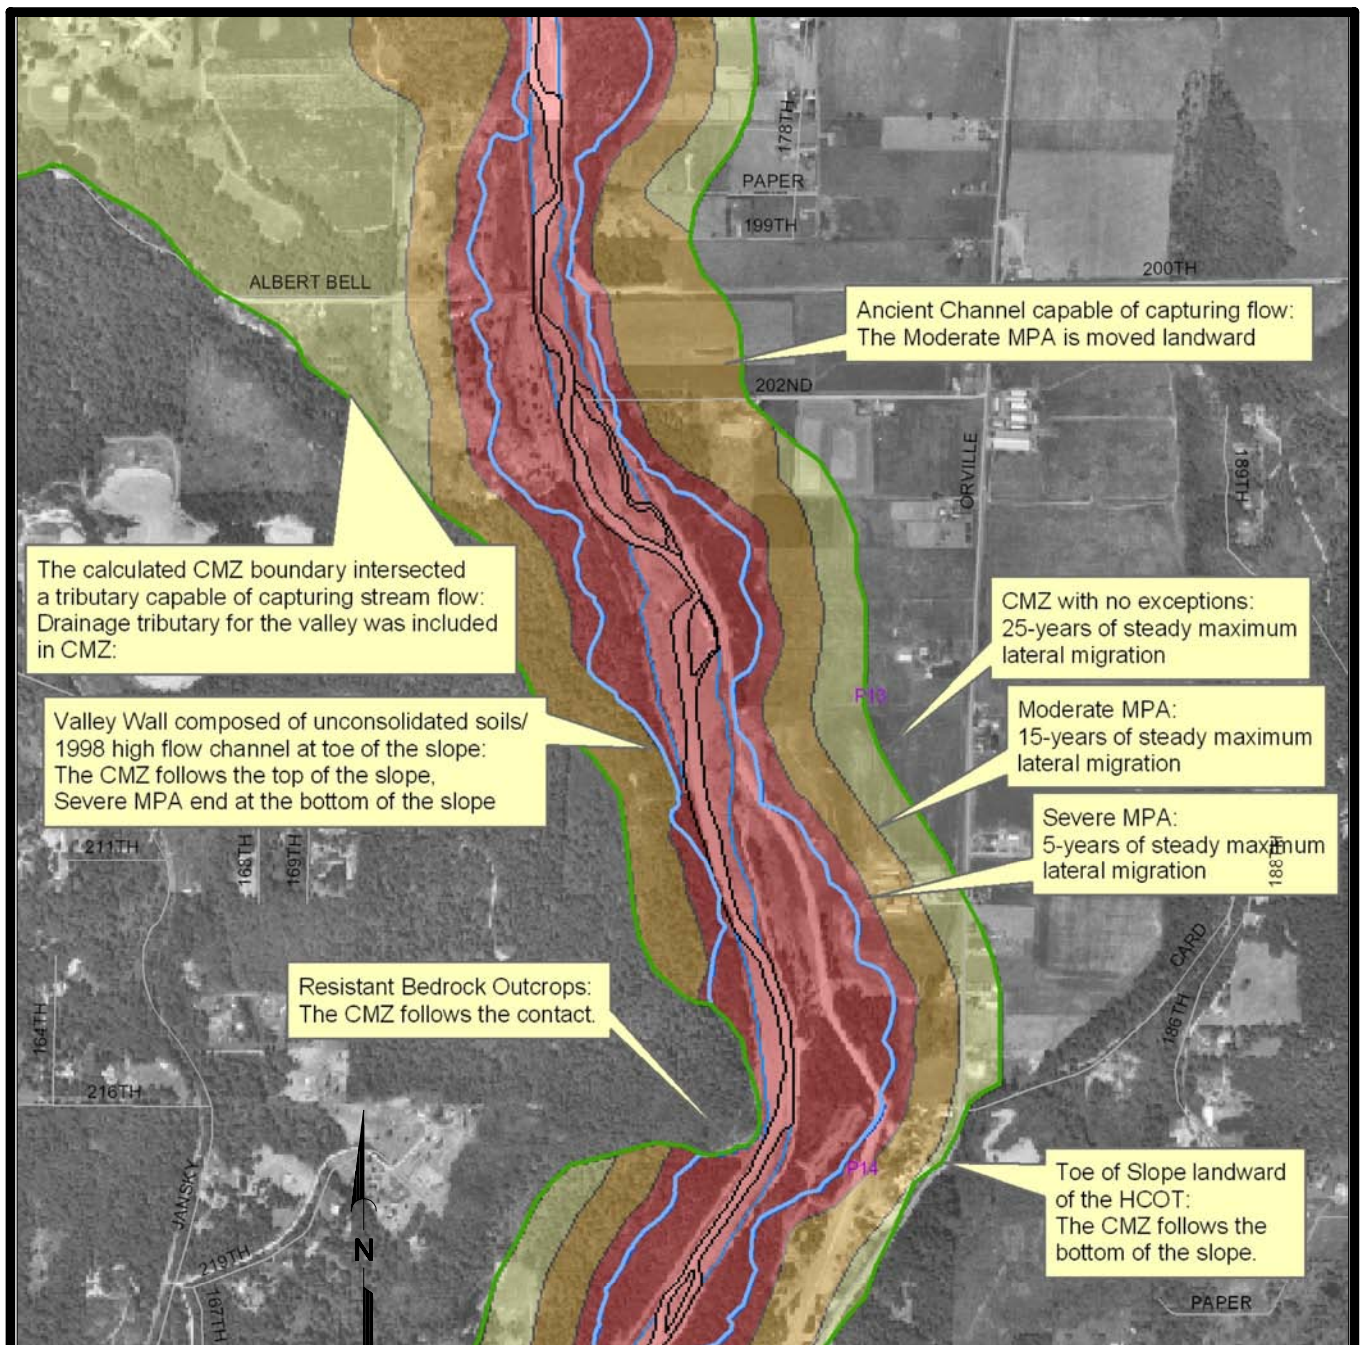 178TH
PAPER
199TH
200TH
ALBERT BELL
Ancient Channel capable of capturing flow:
The Moderate MPA is moved landward
202ND
ORVILLE
189TH
The calculated CMZ boundary intersected
a tributary capable of capturing stream flow:
Drainage tributary for the valley was included
in CMZ:
CMZ with no exceptions:
25-years of steady maximum
lateral migration
P13
Valley Wall composed of unconsolidated soils/
1998 high flow channel at toe of the slope:
The CMZ follows the top of the slope,
Severe MPA end at the bottom of the slope
Moderate MPA:
15-years of steady maximum
lateral migration
Severe MPA:
5-years of steady maximum
lateral migration
188TH
211TH
168TH
169TH
CARD
Resistant Bedrock Outcrops:
The CMZ follows the contact.
164TH
186TH
216TH
P14
Toe of Slope landward
of the HCOT:
The CMZ follows the
bottom of the slope.
JANSKY
N
219TH
167TH
PAPER